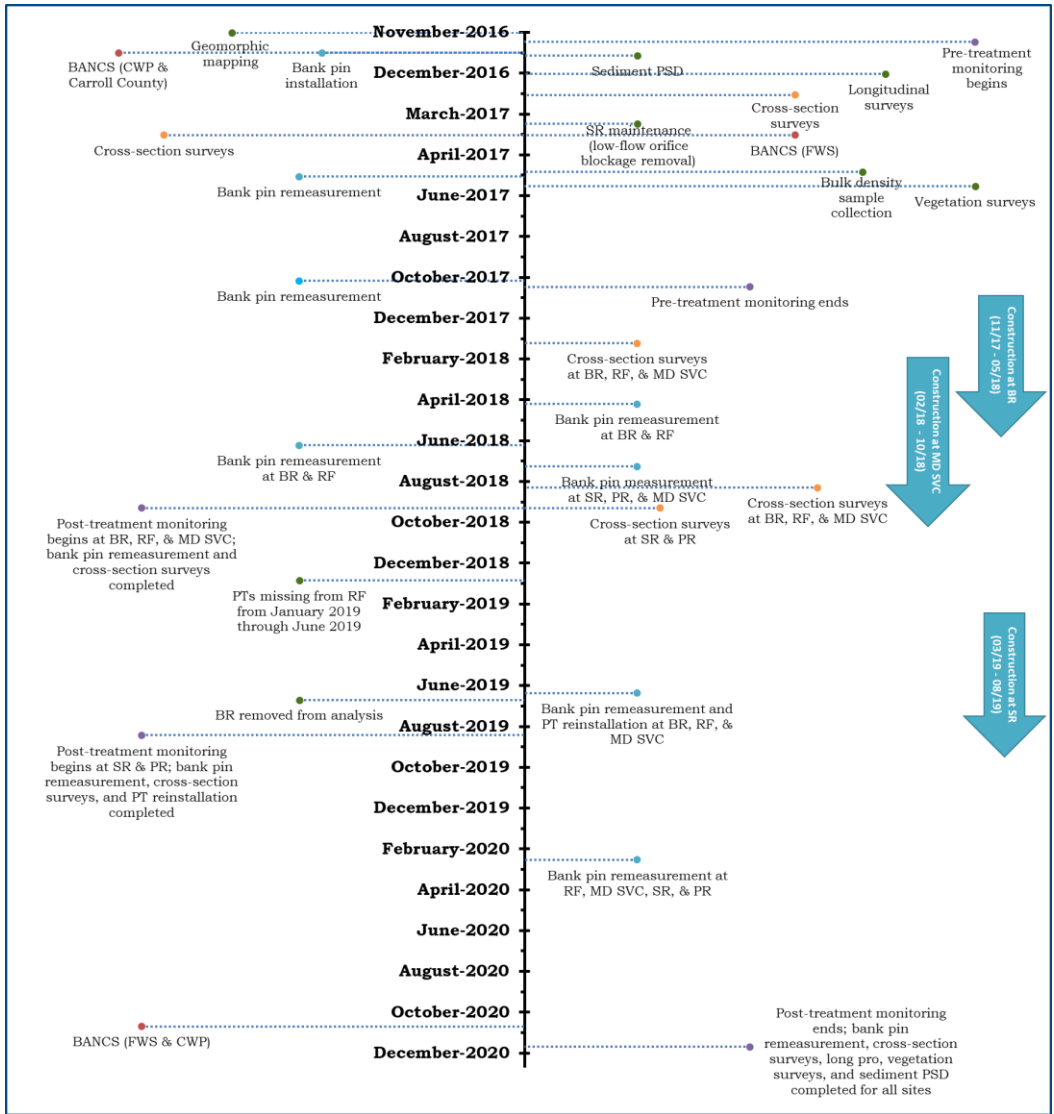 November-2016
Geomorphic
mapping
BANCS (CWP &
Carroll County)
Bank pin
installation
Sediment PSD
Pre-treatment
monitoring
begins
December-2016
Longitudinal
surveys
Cross-section
surveys
March-2017
SR maintenance
(low-flow orifice
blockage removal)
BANCS (FWS)
Cross-section surveys
April-2017
Bulk density
sample
collection
Bank pin remeasurement
June-2017
Vegetation surveys
August-2017
October-2017
Bank pin remeasurement
Pre-treatment monitoring ends
December-2017
Construction at BR
(11/17 - 05/18)
February-2018
Cross-section surveys
at BR, RF, & MD SVC
Construction at MD SVC
(02/18 - 10/18)
April-2018
Bank pin remeasurement
at BR & RF
June-2018
Bank pin remeasurement
at BR & RF
August-2018
Bank pin measurement
at SR, PR, & MD SVC
Cross-section surveys
at BR, RF, & MD SVC
Post-treatment monitoring
begins at BR, RF, & MD SVC;
bank pin remeasurement and
cross-section surveys
completed
October-2018
Cross-section surveys
at SR & PR
December-2018
PTs missing from RF
from January 2019
through June 2019
February-2019
Construction at SR
(03/19 - 08/19)
April-2019
June-2019
BR removed from analysis
Bank pin remeasurement and
PT reinstallation at BR, RF, &
MD SVC
August-2019
Post-treatment monitoring
begins at SR & PR; bank pin
remeasurement, cross-section
surveys, and PT reinstallation
completed
October-2019
December-2019
February-2020
Bank pin remeasurement at
RF, MD SVC, SR, & PR
April-2020
June-2020
August-2020
October-2020
BANCS (FWS & CWP)
December-2020
Post-treatment monitoring
ends; bank pin
remeasurement, cross-section
surveys, long pro, vegetation
surveys, and sediment PSD
completed for all sites